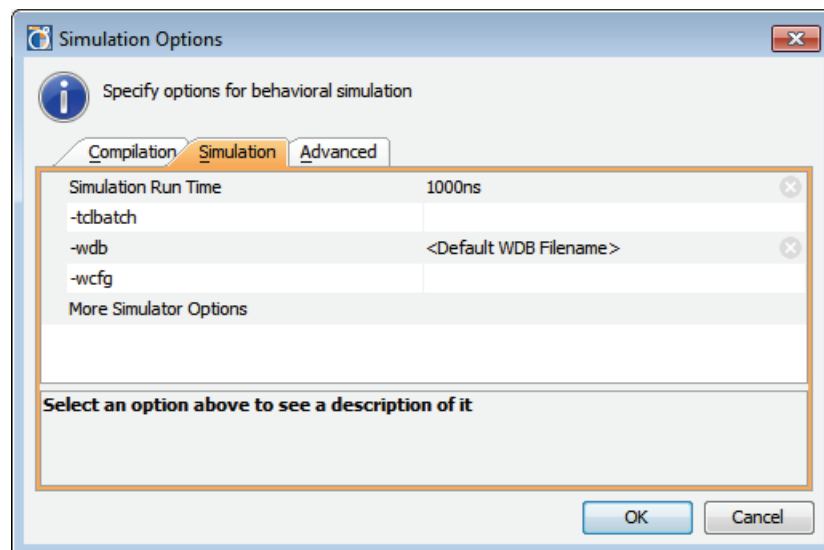 Simulation Options
Specify options for behavioral simulation
Compilation Simulation Advanced
Simulation Run Time 1000ns
-tclbatch
-wdb <Default WDB Filename>
-wcfg
More Simulator Options
Select an option above to see a description of it
OK Cancel